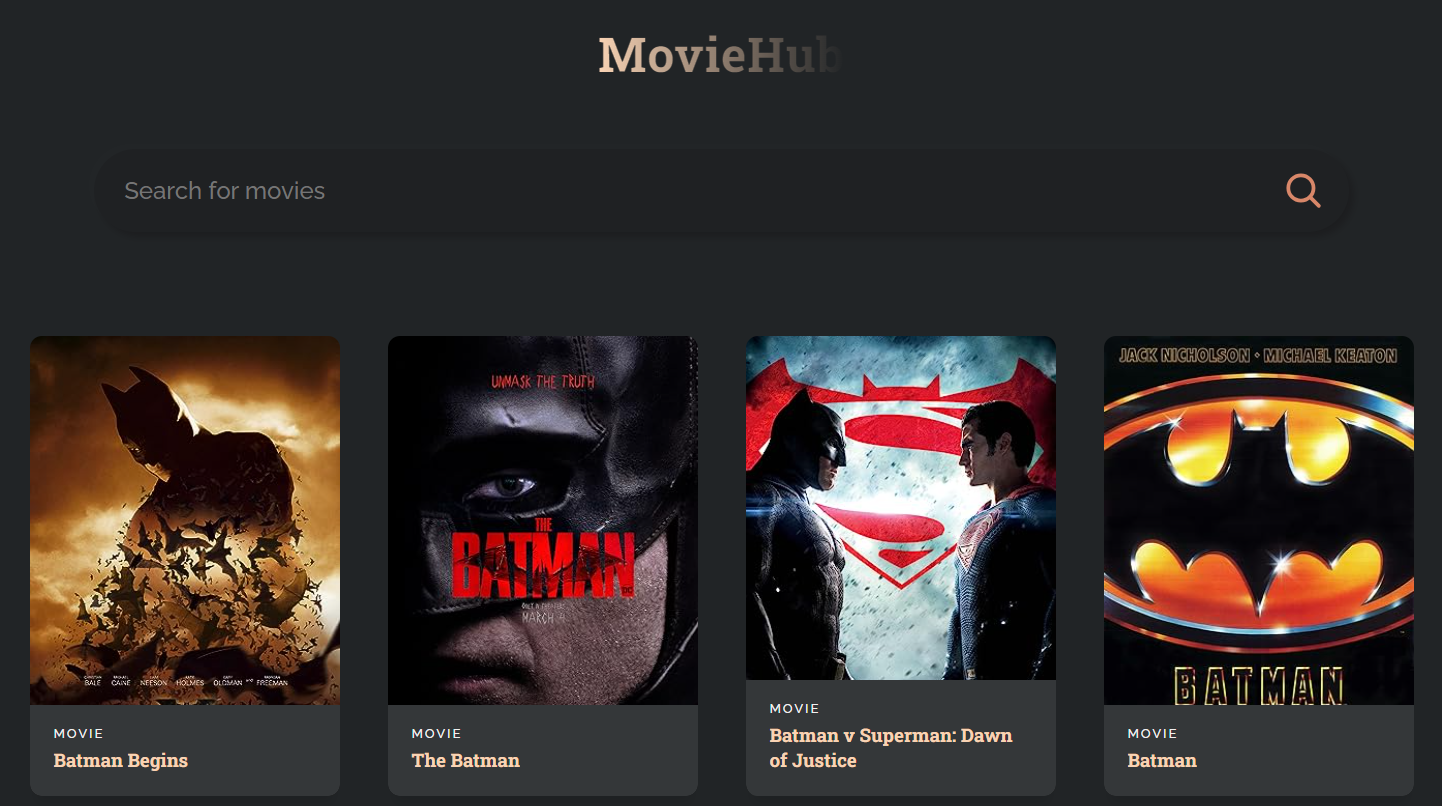 MovieHub
Search for movies
JACK NICHOLSON · MICHAEL KEATON
UNMASK THE TRUTH
THE
BATMAN
MARCH 4
BATMAN
BALE CAINE NEESON HOLMES OLDMAN FREEMAN
MOVIE
Batman Begins
MOVIE
The Batman
MOVIE
Batman v Superman: Dawn
of Justice
MOVIE
Batman